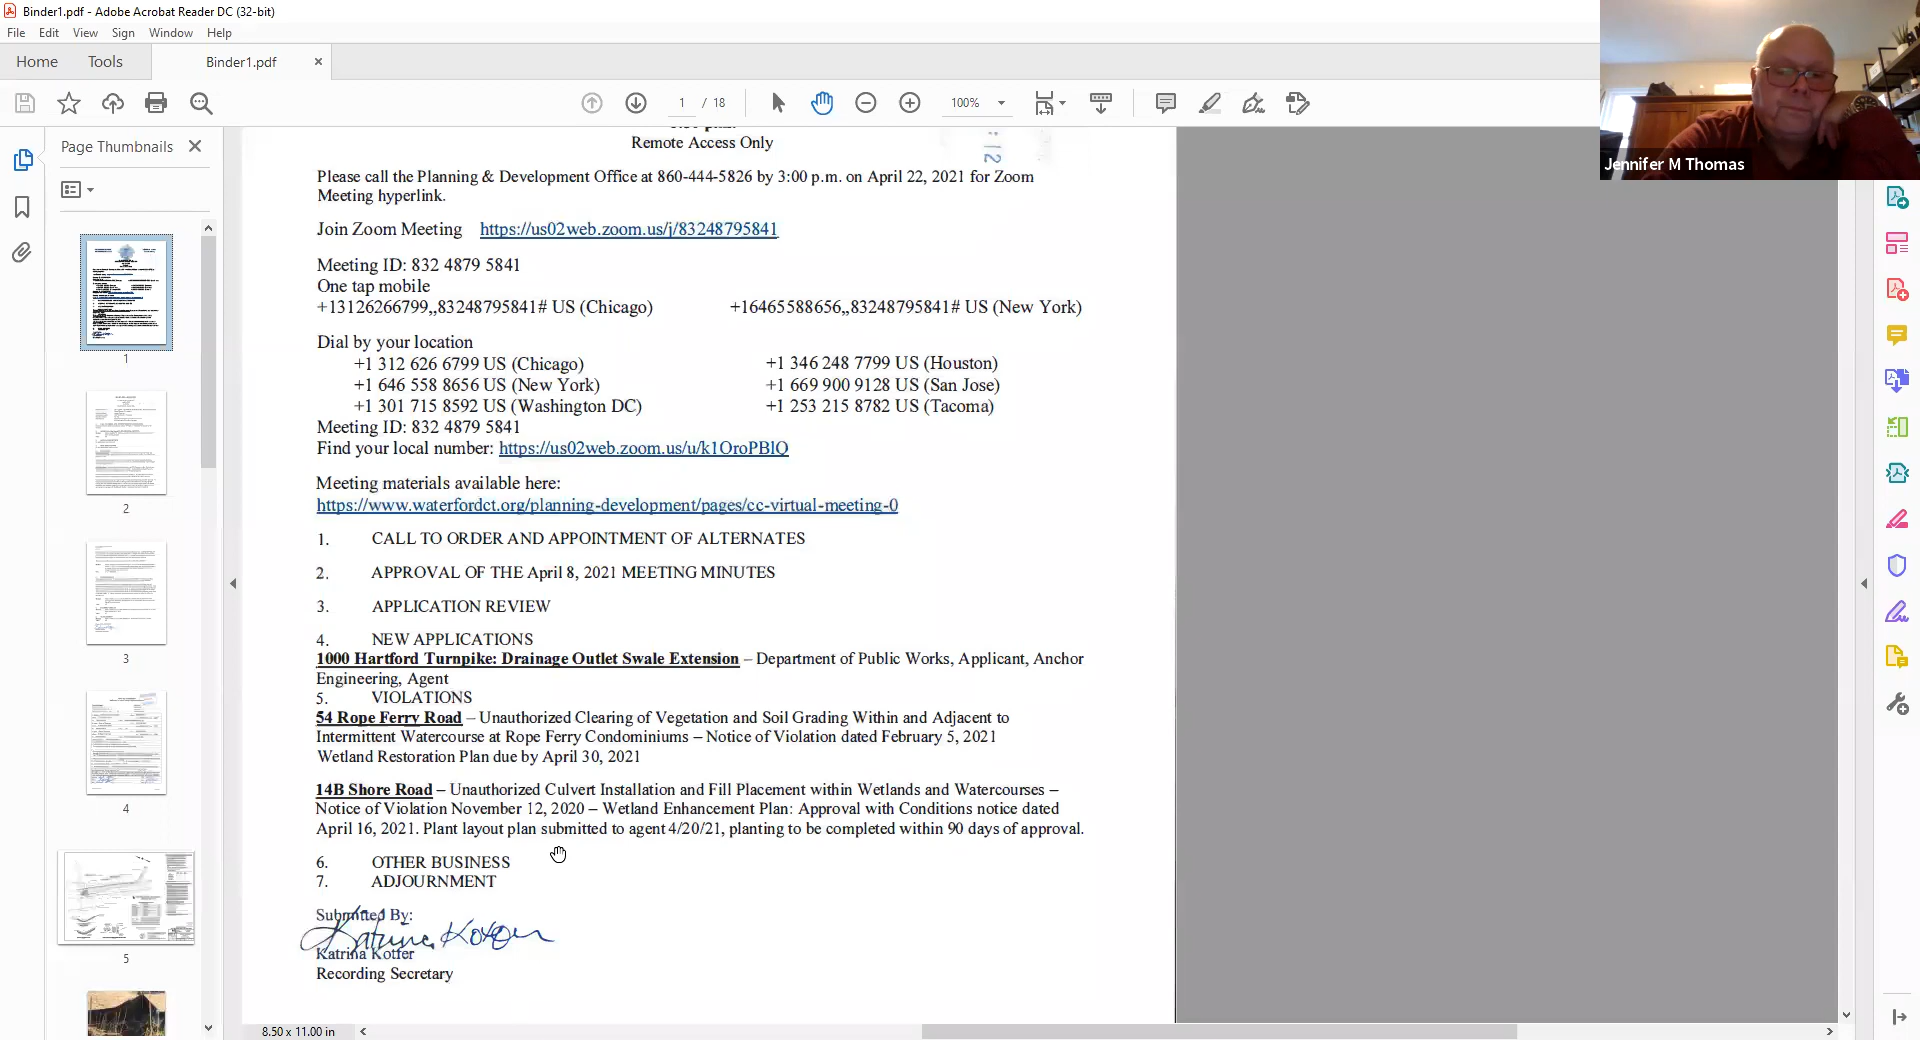 Binder1.pdf - Adobe Acrobat Reader DC (32-bit)
File Edit View Sign Window Help
Home Tools Binder1.pdf ×
1 / 18 100%
Jennifer M Thomas
Page Thumbnails
1
2
3
4
5
Remote Access Only
Please call the Planning & Development Office at 860-444-5826 by 3:00 p.m. on April 22, 2021 for Zoom
Meeting hyperlink.
Join Zoom Meeting https://us02web.zoom.us/j/83248795841
Meeting ID: 832 4879 5841
One tap mobile
+13126266799,,83248795841# US (Chicago) +16465588656,,83248795841# US (New York)
Dial by your location
+1 312 626 6799 US (Chicago) +1 346 248 7799 US (Houston)
+1 646 558 8656 US (New York) +1 669 900 9128 US (San Jose)
+1 301 715 8592 US (Washington DC) +1 253 215 8782 US (Tacoma)
Meeting ID: 832 4879 5841
Find your local number: https://us02web.zoom.us/u/k1OroPBlQ
Meeting materials available here:
https://www.waterfordct.org/planning-development/pages/cc-virtual-meeting-0
1. CALL TO ORDER AND APPOINTMENT OF ALTERNATES
2. APPROVAL OF THE April 8, 2021 MEETING MINUTES
3. APPLICATION REVIEW
4. NEW APPLICATIONS
1000 Hartford Turnpike: Drainage Outlet Swale Extension – Department of Public Works, Applicant, Anchor
Engineering, Agent
5. VIOLATIONS
54 Rope Ferry Road – Unauthorized Clearing of Vegetation and Soil Grading Within and Adjacent to
Intermittent Watercourse at Rope Ferry Condominiums – Notice of Violation dated February 5, 2021
Wetland Restoration Plan due by April 30, 2021
14B Shore Road – Unauthorized Culvert Installation and Fill Placement within Wetlands and Watercourses –
Notice of Violation November 12, 2020 – Wetland Enhancement Plan: Approval with Conditions notice dated
April 16, 2021. Plant layout plan submitted to agent 4/20/21, planting to be completed within 90 days of approval.
6. OTHER BUSINESS
7. ADJOURNMENT
Submitted By:
Katrina Kotfer
Katrina Kotfer
Recording Secretary
8.50 x 11.00 in